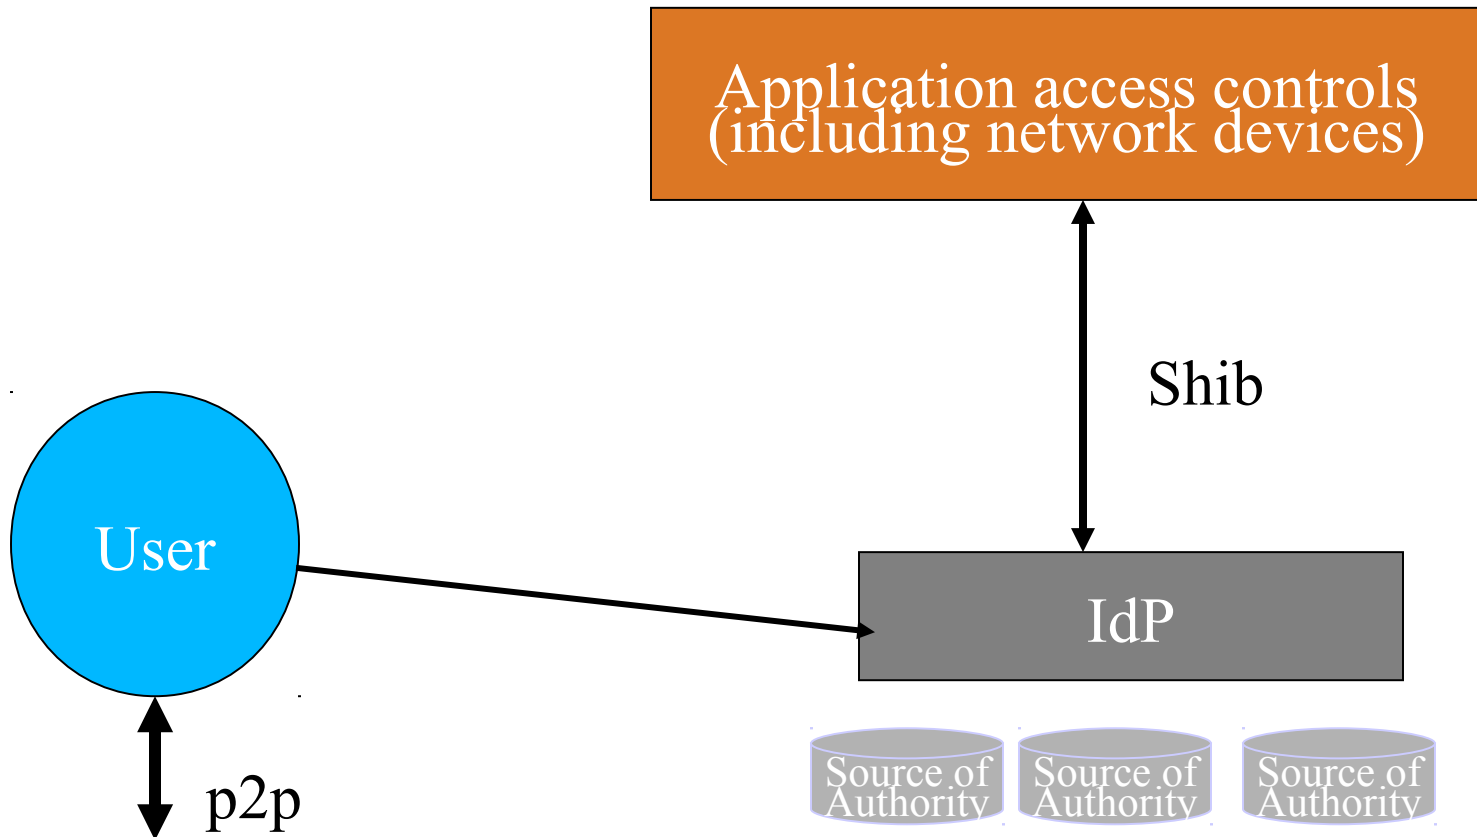 Application access controls
(including network devices)
Shib
User
IdP
p2p
Source of
Authority
Source of
Authority
Source of
Authority